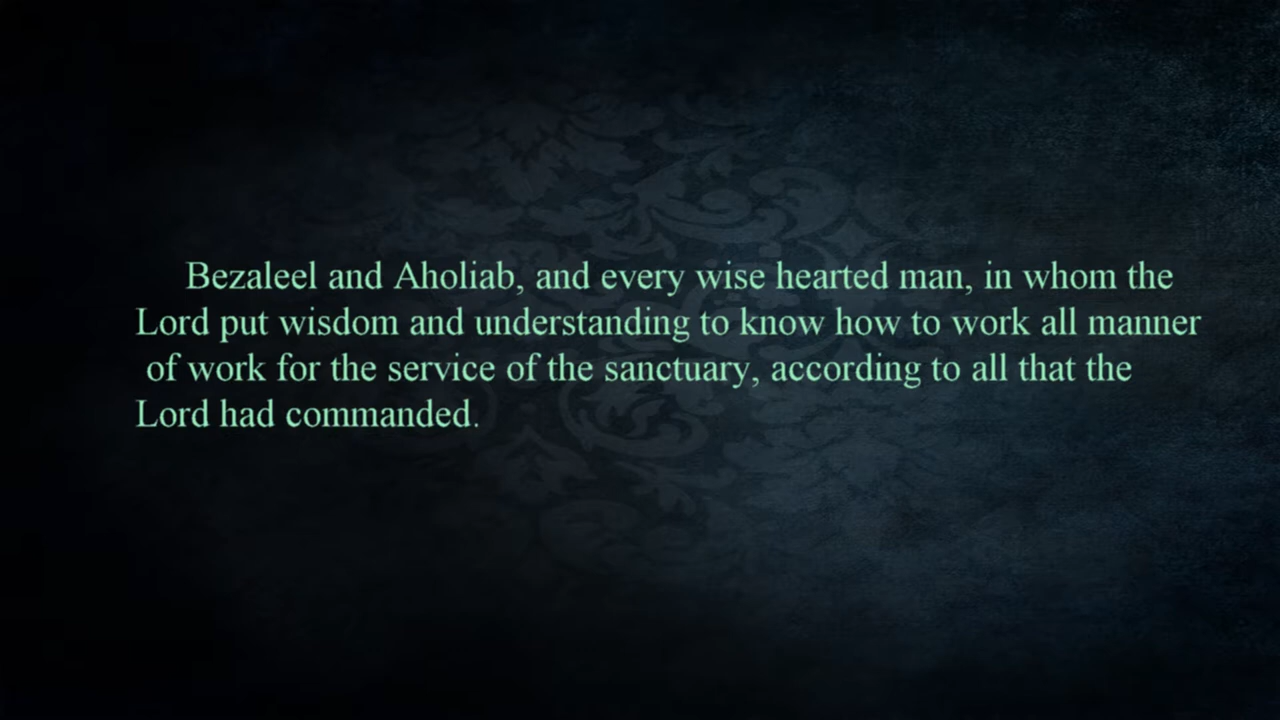 Bezaleel and Aholiab, and every wise hearted man, in whom the
Lord put wisdom and understanding to know how to work all manner
of work for the service of the sanctuary, according to all that the
Lord had commanded.